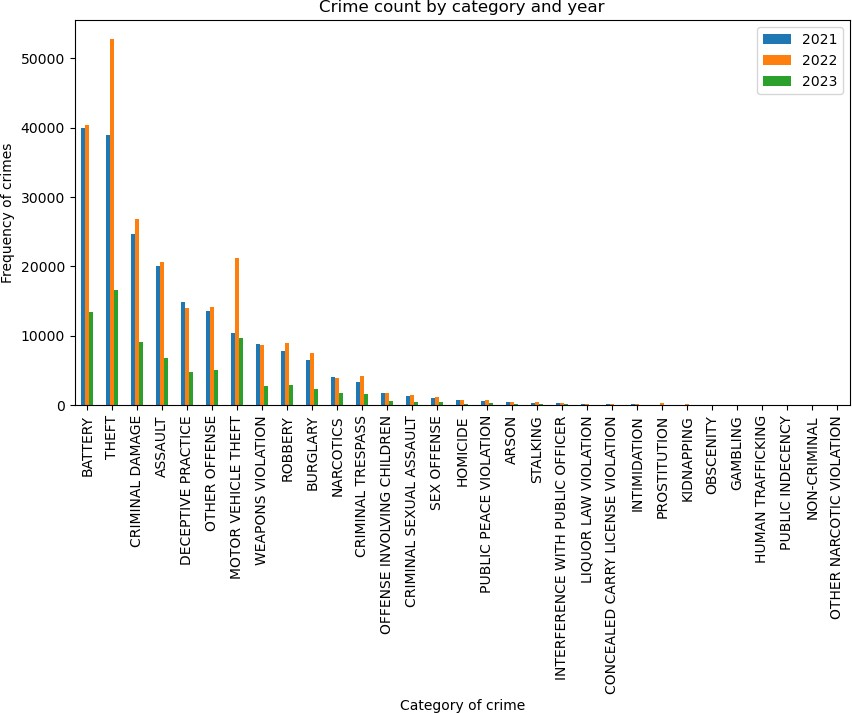 Crime count by category and year
2021
2022
2023
Frequency of crimes
50000
40000
30000
20000
10000
0
BATTERY
THEFT
CRIMINAL DAMAGE
ASSAULT
DECEPTIVE PRACTICE
OTHER OFFENSE
MOTOR VEHICLE THEFT
WEAPONS VIOLATION
ROBBERY
BURGLARY
NARCOTICS
CRIMINAL TRESPASS
OFFENSE INVOLVING CHILDREN
CRIMINAL SEXUAL ASSAULT
SEX OFFENSE
HOMICIDE
PUBLIC PEACE VIOLATION
ARSON
STALKING
INTERFERENCE WITH PUBLIC OFFICER
LIQUOR LAW VIOLATION
CONCEALED CARRY LICENSE VIOLATION
INTIMIDATION
PROSTITUTION
KIDNAPPING
OBSCENITY
GAMBLING
HUMAN TRAFFICKING
PUBLIC INDECENCY
NON-CRIMINAL
OTHER NARCOTIC VIOLATION
Category of crime